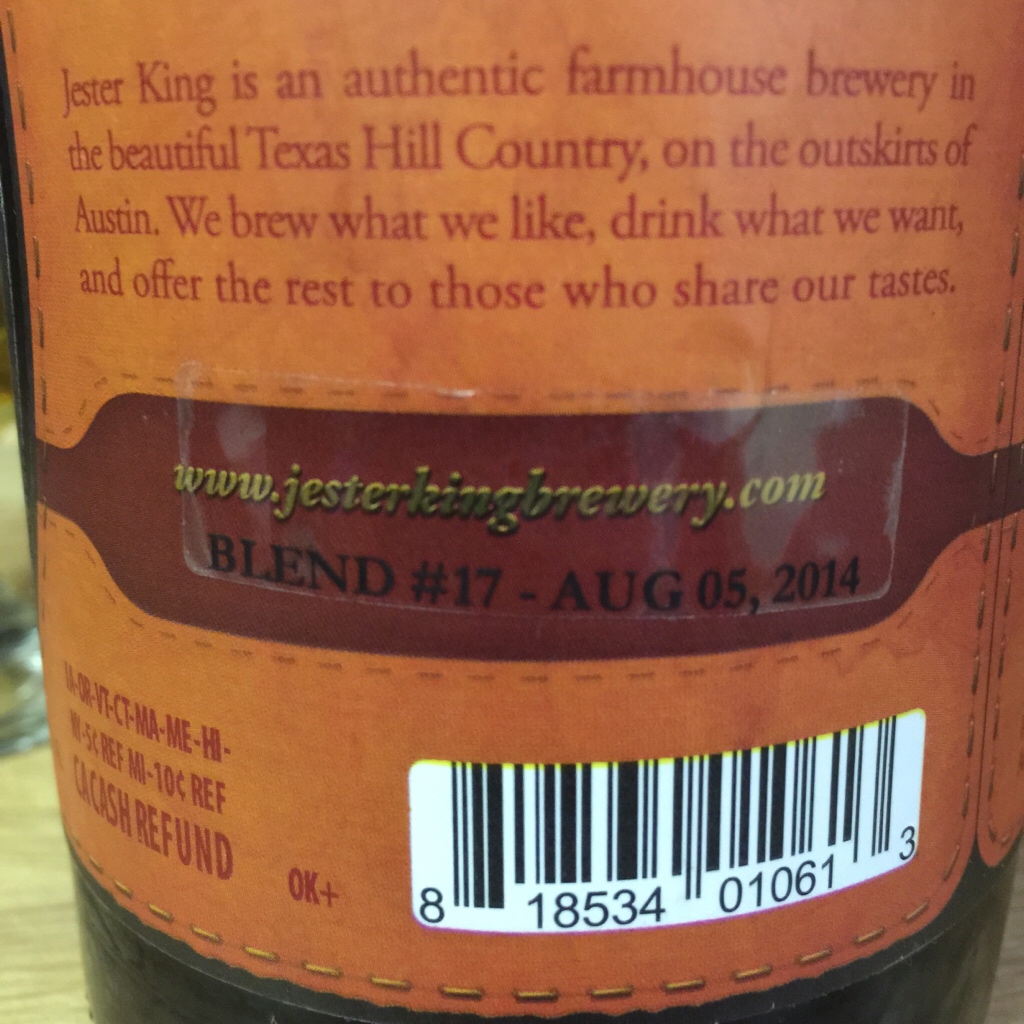 Jester King is an authentic farmhouse brewery in
the beautiful Texas Hill Country, on the outskirts of
Austin. We brew what we like, drink what we want,
and offer the rest to those who share our tastes.
www.jesterkingbrewery.com
BLEND #17 - AUG 05, 2014
IA-OR-VT-CT-MA-ME-HI-
NY-5¢ REF MI-10¢ REF
CA CASH REFUND
OK+
8 18534 01061 3